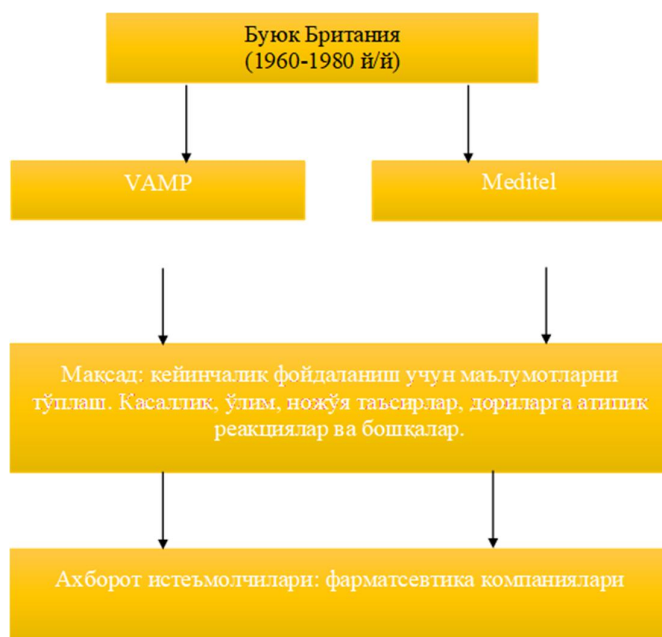 Буюк Британия
(1960-1980 й/й)
VAMP
Meditel
Мақсад: кейинчалик фойдаланиш учун маълумотларни
тўплаш. Касаллик, ўлим, ножўя таъсирлар, дориларга атипик
реакциялар ва бошқалар.
Ахборот истеъмолчилари: фарматсевтика компаниялари